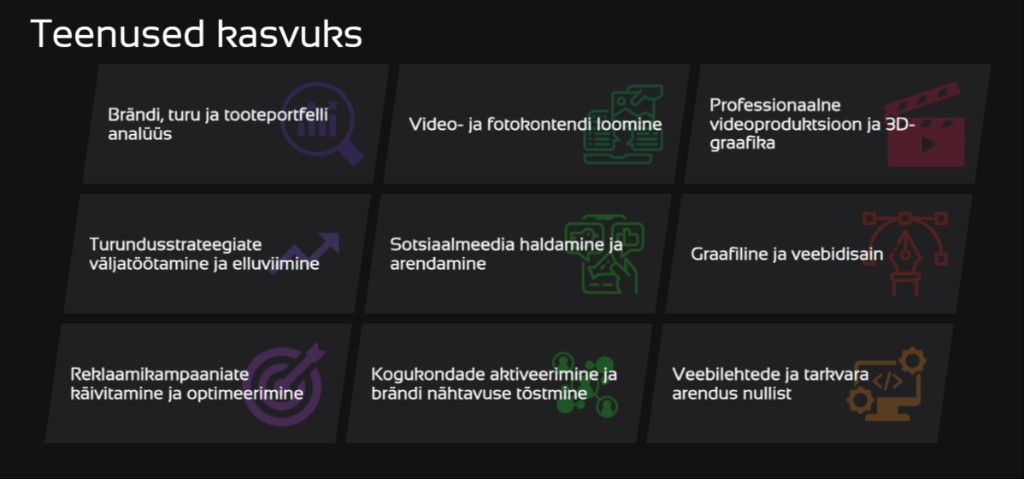 Teenused kasvuks
Brändi, turu ja tooteportfelli
analüüs
Video- ja fotokontendi loomine
Professionaalne
videoproduktsioon ja 3D-
graafika
Turundusstrateegiate
väljatöötamine ja elluviimine
Sotsiaalmeedia haldamine ja
arendamine
Graafiline ja veebidisain
Reklaamikampaaniate
käivitamine ja optimeerimine
Kogukondade aktiveerimine ja
brändi nähtavuse tõstmine
Veebilehtede ja tarkvara
arendus nullist